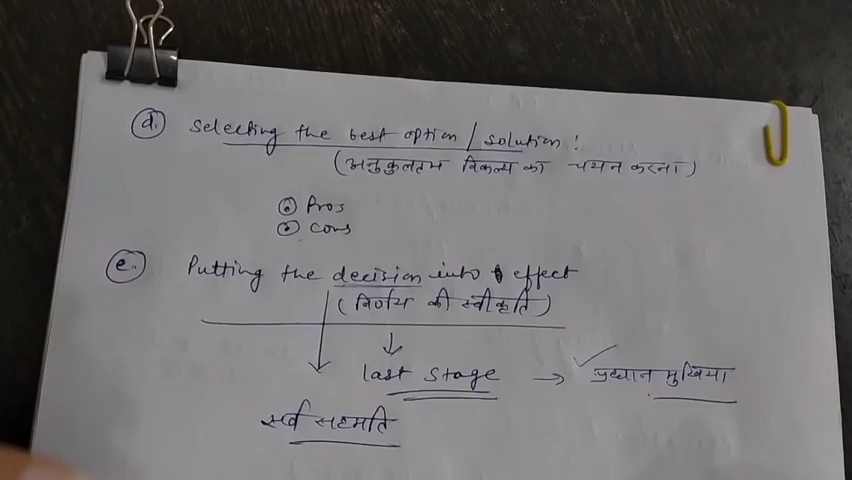 d. Selecting the best option / solution!
(अनुकुलतम विकल्प का चयन करना)
Pros
Cons
e. Putting the decision into effect
(निर्णय की स्वीकृति)
last stage → प्रधान मुखिया
सर्व सहमति